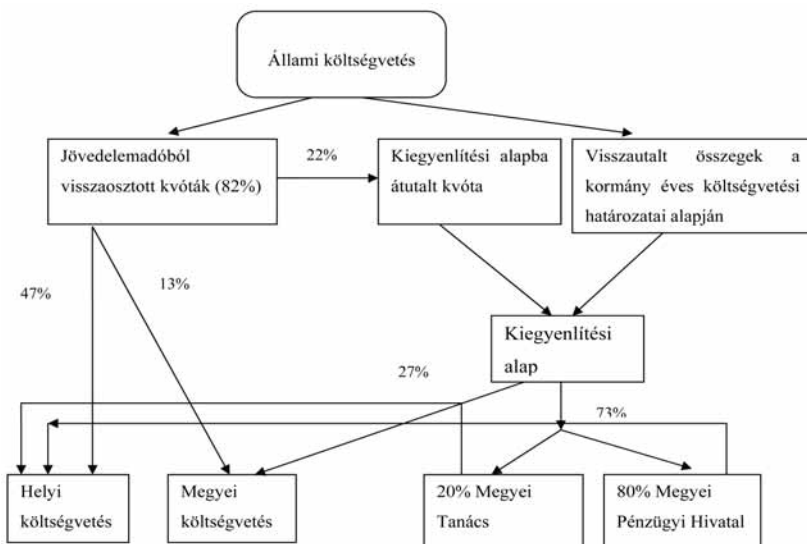 Állami költségvetés
Jövedelemadóból
visszaosztott kvóták (82%)
22%
Kiegyenlítési alapba
átutalt kvóta
Visszautalt összegek a
kormány éves költségvetési
határozatai alapján
47%
13%
Kiegyenlítési
alap
27%
73%
Helyi
költségvetés
Megyei
költségvetés
20% Megyei
Tanács
80% Megyei
Pénzügyi Hivatal